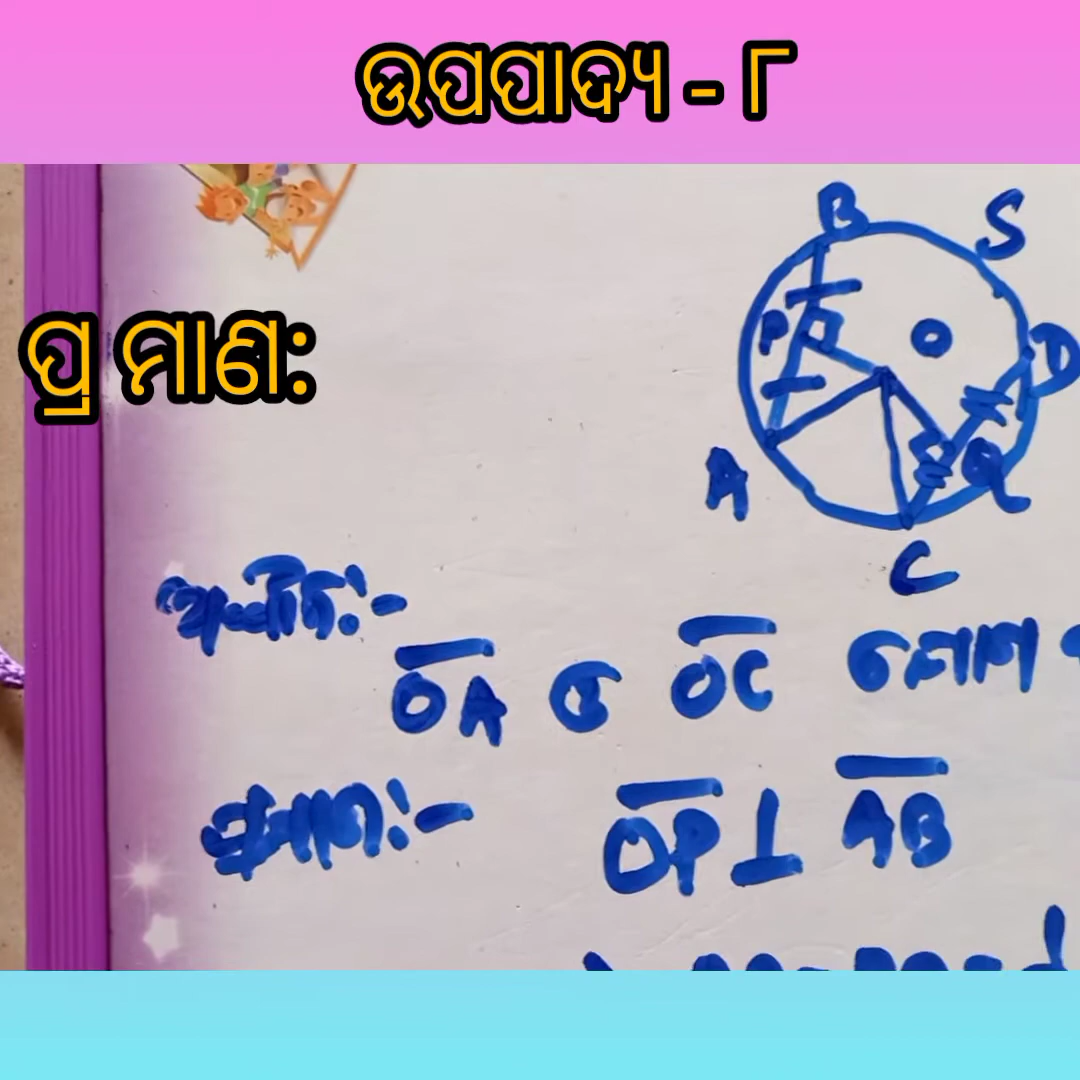 ଉପପାଦ୍ୟ - ୮
B S
P O D
ପ୍ରମାଣ:
A Q
C
ଅଙ୍କନ:-
OA ଓ OC
ପ୍ରମାଣ:- OP ⊥ AB